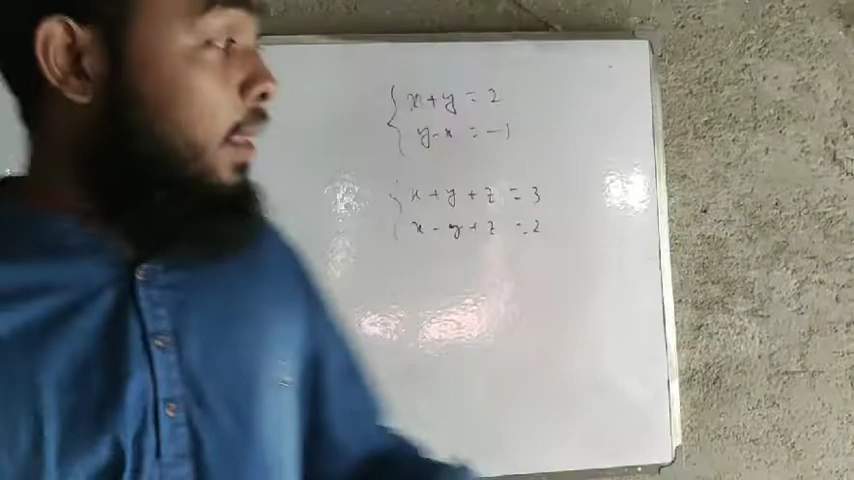 x + y = 2
y - x = -1
x + y + z = 3
x - y + z = 2